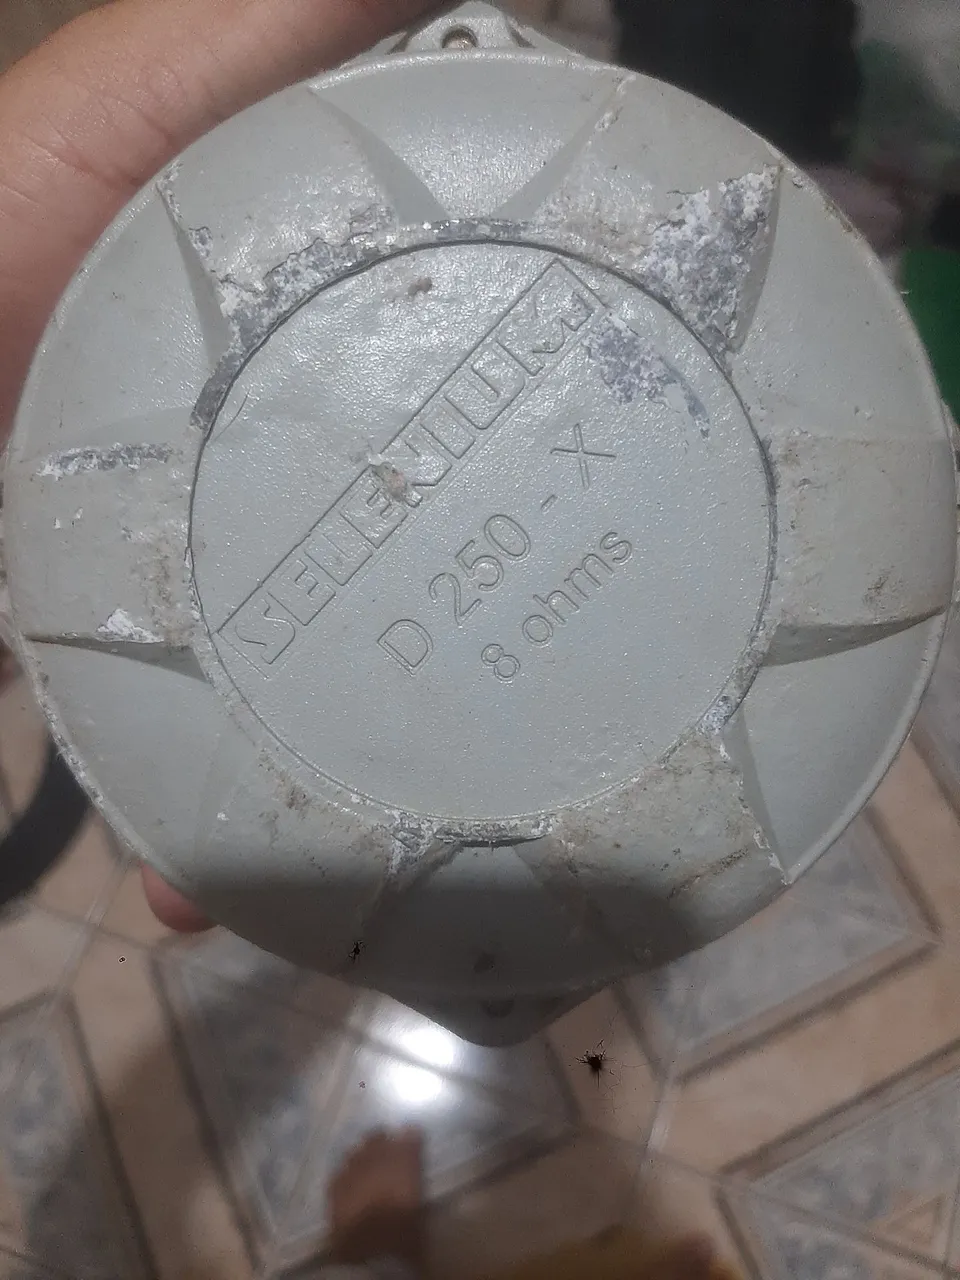 SELENIUM
D 250 - X
8 ohms